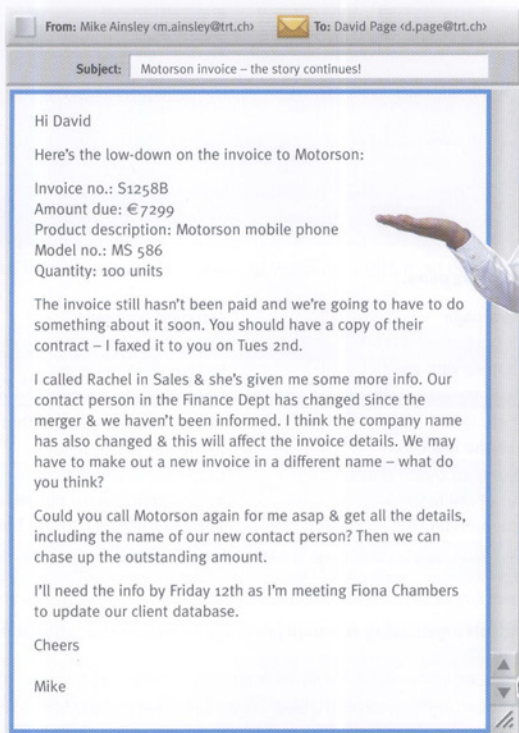 From: Mike Ainsley <m.ainsley@trt.ch>
To: David Page <d.page@trt.ch>
Subject: Motorson invoice – the story continues!
Hi David
Here's the low-down on the invoice to Motorson:
Invoice no.: S1258B
Amount due: €7299
Product description: Motorson mobile phone
Model no.: MS 586
Quantity: 100 units
The invoice still hasn't been paid and we're going to have to do
something about it soon. You should have a copy of their
contract – I faxed it to you on Tues 2nd.
I called Rachel in Sales & she's given me some more info. Our
contact person in the Finance Dept has changed since the
merger & we haven't been informed. I think the company name
has also changed & this will affect the invoice details. We may
have to make out a new invoice in a different name – what do
you think?
Could you call Motorson again for me asap & get all the details,
including the name of our new contact person? Then we can
chase up the outstanding amount.
I'll need the info by Friday 12th as I'm meeting Fiona Chambers
to update our client database.
Cheers
Mike